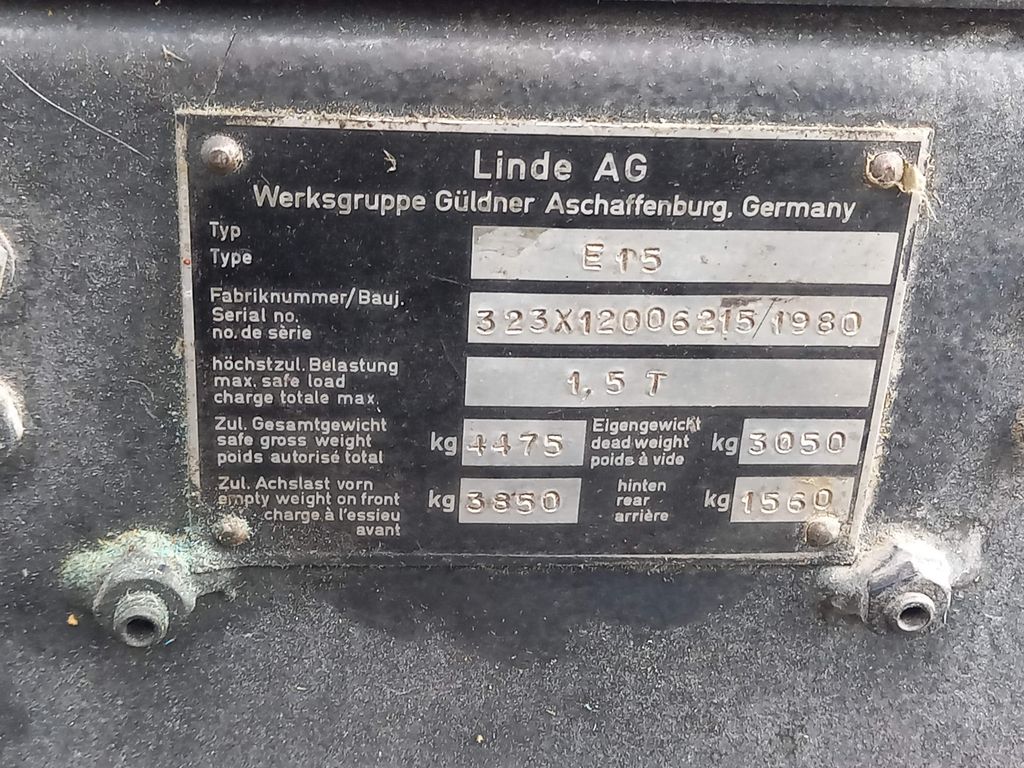 Linde AG
Werksgruppe Güldner Aschaffenburg, Germany
Typ
Type
E15
Fabriknummer/Bauj.
Serial no.
no. de sèrie
323X12006215/1980
höchstzul. Belastung
max. safe load
charge totale max.
1,5 T
Zul. Gesamtgewicht
safe gross weight
poids autorisé total
kg 4475
Eigengewicht
dead weight
poids à vide
kg 3050
Zul. Achslast vorn
empty weight on front
charge à l'essieu
avant
kg 3850
hinten
rear
arrière
kg 1560